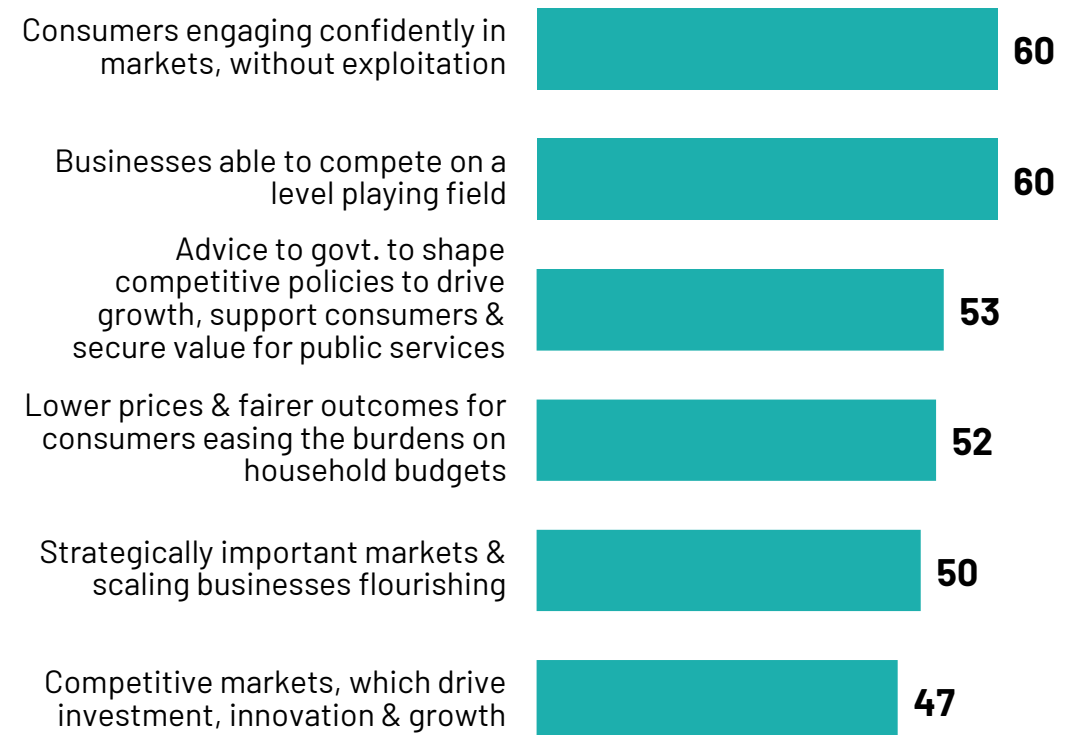 Consumers engaging confidently in
markets, without exploitation
60
Businesses able to compete on a
level playing field
60
Advice to govt. to shape
competitive policies to drive
growth, support consumers &
secure value for public services
53
Lower prices & fairer outcomes for
consumers easing the burdens on
household budgets
52
Strategically important markets &
scaling businesses flourishing
50
Competitive markets, which drive
investment, innovation & growth
47